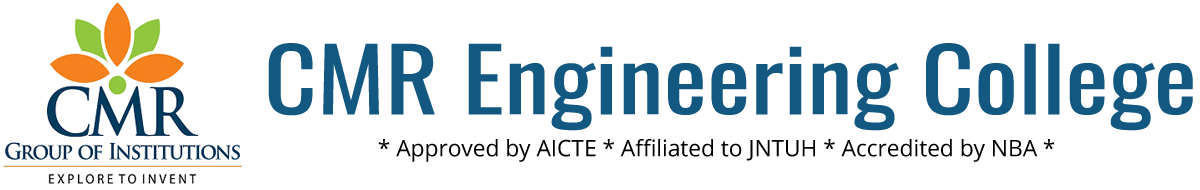 CMR
GROUP OF INSTITUTIONS
EXPLORE TO INVENT
CMR Engineering College
* Approved by AICTE * Affiliated to JNTUH * Accredited by NBA *